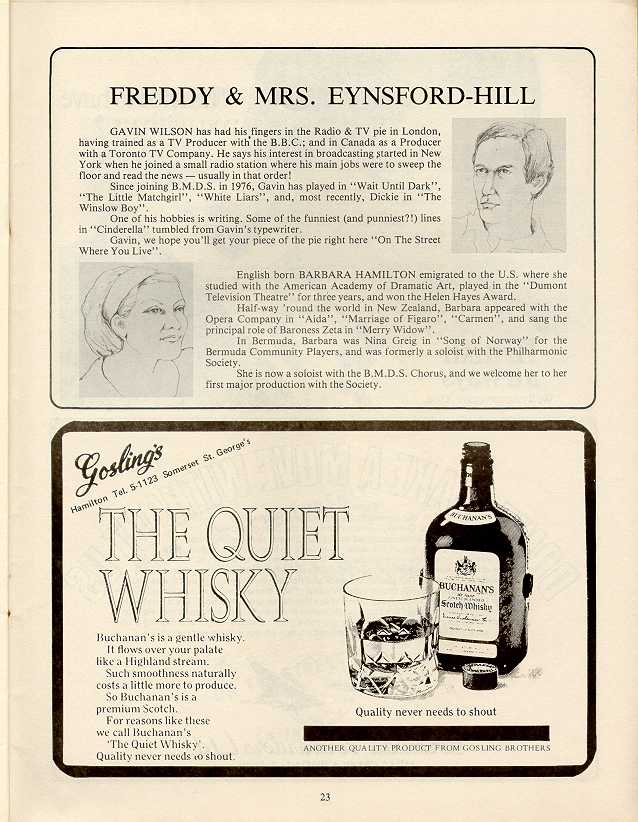 FREDDY & MRS. EYNSFORD-HILL
GAVIN WILSON has had his fingers in the Radio & TV pie in London,
having trained as a TV Producer with the B.B.C.; and in Canada as a Producer
with a Toronto TV Company. He says his interest in broadcasting started in New
York when he joined a small radio station where his main jobs were to sweep the
floor and read the news — usually in that order!
Since joining B.M.D.S. in 1976, Gavin has played in "Wait Until Dark",
"The Little Matchgirl", "White Liars", and, most recently, Dickie in "The
Winslow Boy".
One of his hobbies is writing. Some of the funniest (and punniest?!) lines
in "Cinderella" tumbled from Gavin's typewriter.
Gavin, we hope you'll get your piece of the pie right here "On The Street
Where You Live".
English born BARBARA HAMILTON emigrated to the U.S. where she
studied with the American Academy of Dramatic Art, played in the "Dumont
Television Theatre" for three years, and won the Helen Hayes Award.
Half-way 'round the world in New Zealand, Barbara appeared with the
Opera Company in "Aida", "Marriage of Figaro", "Carmen", and sang the
principal role of Baroness Zeta in "Merry Widow".
In Bermuda, Barbara was Nina Greig in "Song of Norway" for the
Bermuda Community Players, and was formerly a soloist with the Philharmonic
Society.
She is now a soloist with the B.M.D.S. Chorus, and we welcome her to her
first major production with the Society.
Gosling's
Hamilton Tel. 5-1123 Somerset St. George's
THE QUIET
WHISKY
Buchanan's is a gentle whisky.
It flows over your palate
like a Highland stream.
Such smoothness naturally
costs a little more to produce.
So Buchanan's is a
premium Scotch.
For reasons like these
we call Buchanan's
'The Quiet Whisky'.
Quality never needs to shout.
BUCHANAN'S
BUCHANAN'S
Scotch Whisky
Quality never needs to shout
ANOTHER QUALITY PRODUCT FROM GOSLING BROTHERS
23